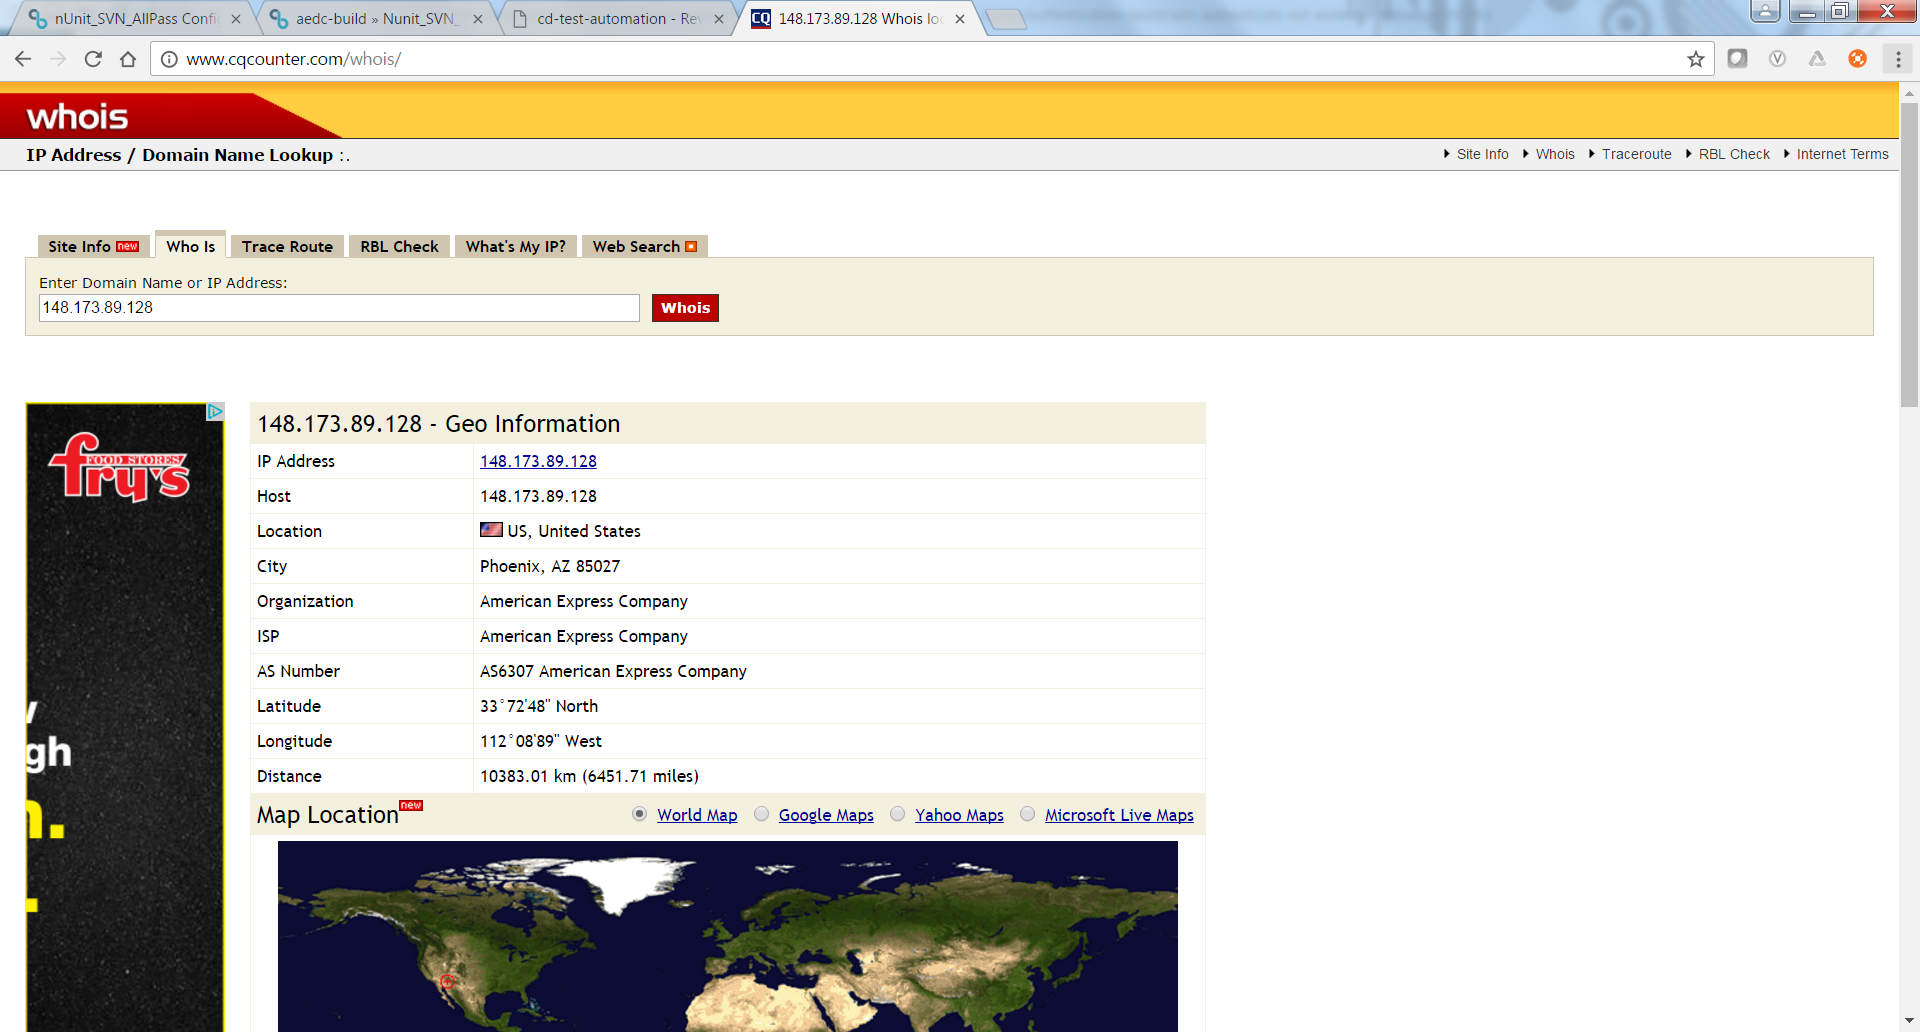 nUnit_SVN_AllPass Config
aedc-build » Nunit_SVN_
cd-test-automation - Rev
148.173.89.128 Whois lo
www.cqcounter.com/whois/
whois
IP Address / Domain Name Lookup :.
Site Info Whois Traceroute RBL Check Internet Terms
Site Info new Who Is Trace Route RBL Check What's My IP? Web Search
Enter Domain Name or IP Address:
148.173.89.128 Whois
FOOD STORES
fry's
148.173.89.128 - Geo Information
IP Address 148.173.89.128
Host 148.173.89.128
Location US, United States
City Phoenix, AZ 85027
Organization American Express Company
ISP American Express Company
AS Number AS6307 American Express Company
Latitude 33°72'48" North
Longitude 112°08'89" West
Distance 10383.01 km (6451.71 miles)
Map Location new World Map Google Maps Yahoo Maps Microsoft Live Maps